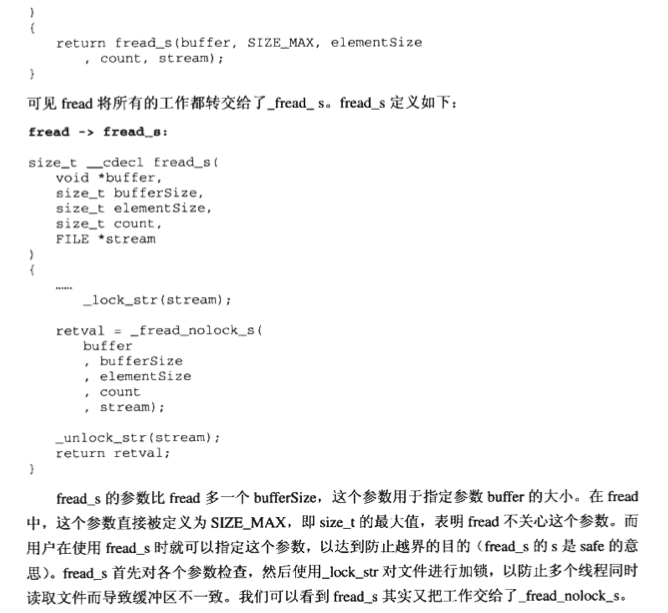 }
{
return fread_s(buffer, SIZE_MAX, elementSize
, count, stream);
}
可见 fread 将所有的工作都转交给了_fread_ s。fread_s 定义如下：
fread -> fread_s:
size_t __cdecl fread_s(
void *buffer,
size_t bufferSize,
size_t elementSize,
size_t count,
FILE *stream
)
{
……
_lock_str(stream);
retval = _fread_nolock_s(
buffer
, bufferSize
, elementSize
, count
, stream);
_unlock_str(stream);
return retval;
}
fread_s 的参数比 fread 多一个 bufferSize，这个参数用于指定参数 buffer 的大小。在 fread
中，这个参数直接被定义为 SIZE_MAX，即 size_t 的最大值，表明 fread 不关心这个参数。而
用户在使用 fread_s 时就可以指定这个参数，以达到防止越界的目的（fread_s 的 s 是 safe 的意
思）。fread_s 首先对各个参数检查，然后使用_lock_str 对文件进行加锁，以防止多个线程同时
读取文件而导致缓冲区不一致。我们可以看到 fread_s 其实又把工作交给了_fread_nolock_s。